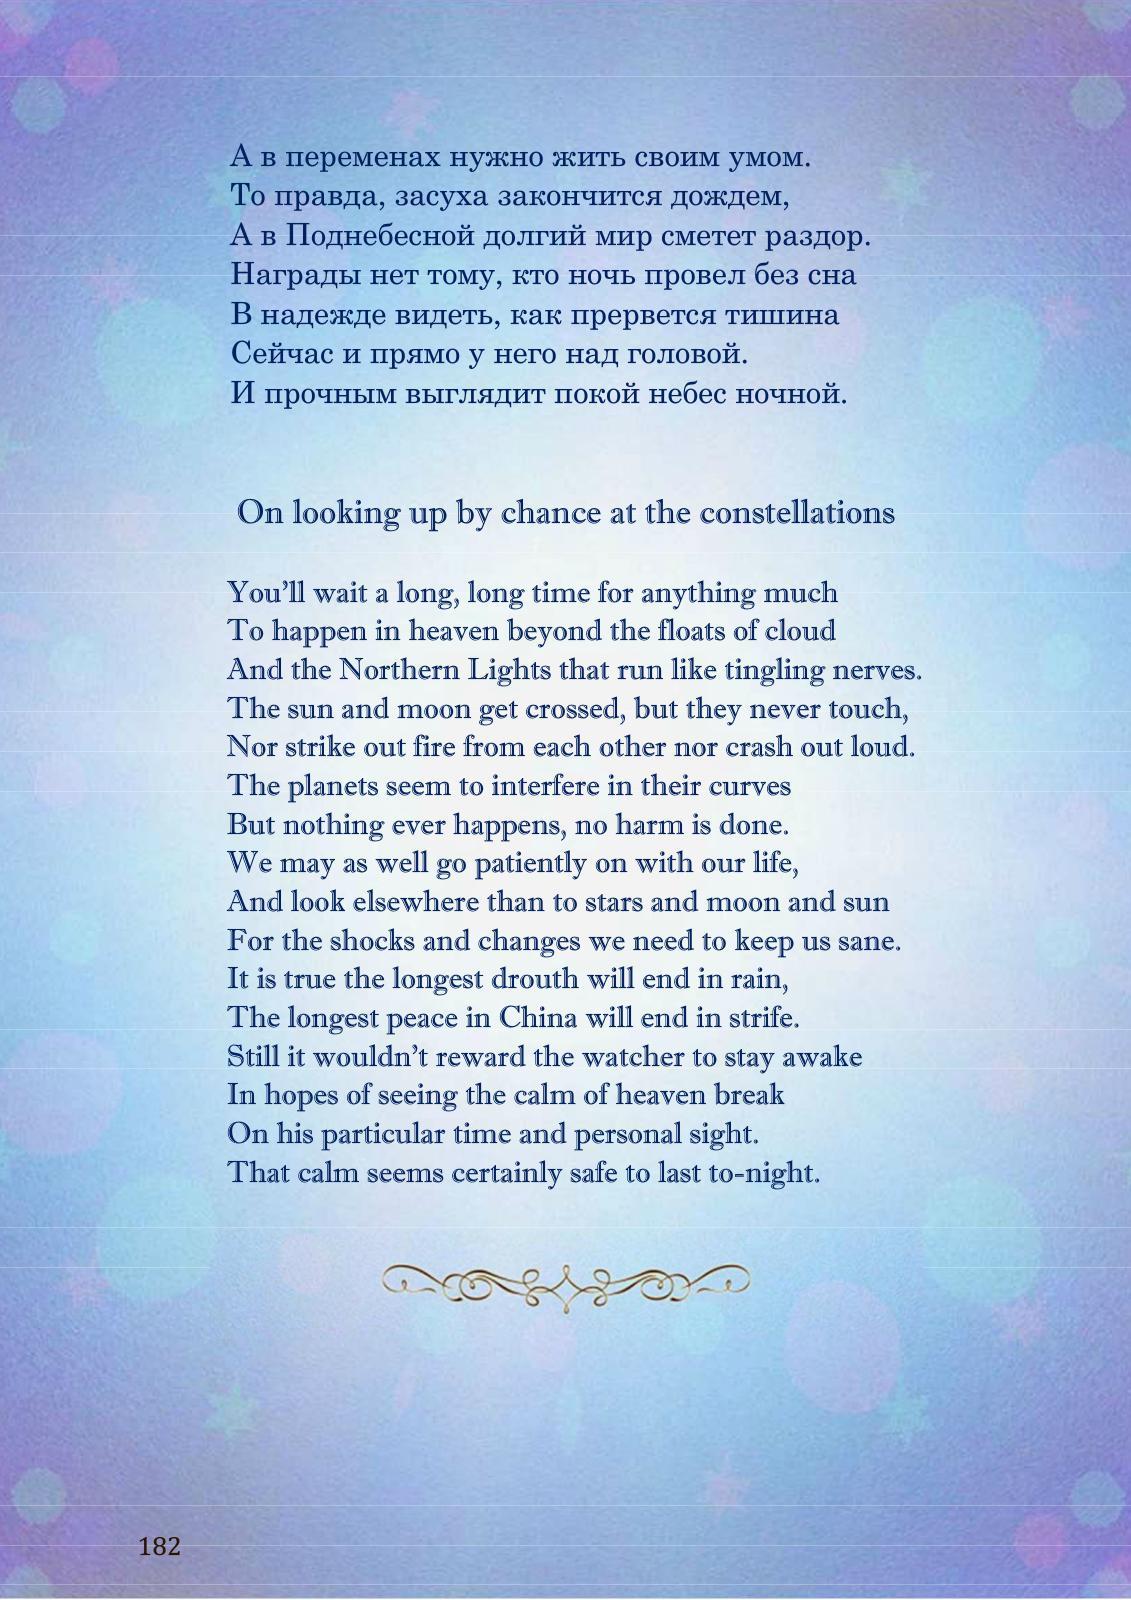 А в переменах нужно жить своим умом.
То правда, засуха закончится дождем,
А в Поднебесной долгий мир сметет раздор.
Награды нет тому, кто ночь провел без сна
В надежде видеть, как прервется тишина
Сейчас и прямо у него над головой.
И прочным выглядит покой небес ночной.
On looking up by chance at the constellations
You’ll wait a long, long time for anything much
To happen in heaven beyond the floats of cloud
And the Northern Lights that run like tingling nerves.
The sun and moon get crossed, but they never touch,
Nor strike out fire from each other nor crash out loud.
The planets seem to interfere in their curves
But nothing ever happens, no harm is done.
We may as well go patiently on with our life,
And look elsewhere than to stars and moon and sun
For the shocks and changes we need to keep us sane.
It is true the longest drouth will end in rain,
The longest peace in China will end in strife.
Still it wouldn’t reward the watcher to stay awake
In hopes of seeing the calm of heaven break
On his particular time and personal sight.
That calm seems certainly safe to last to-night.
182